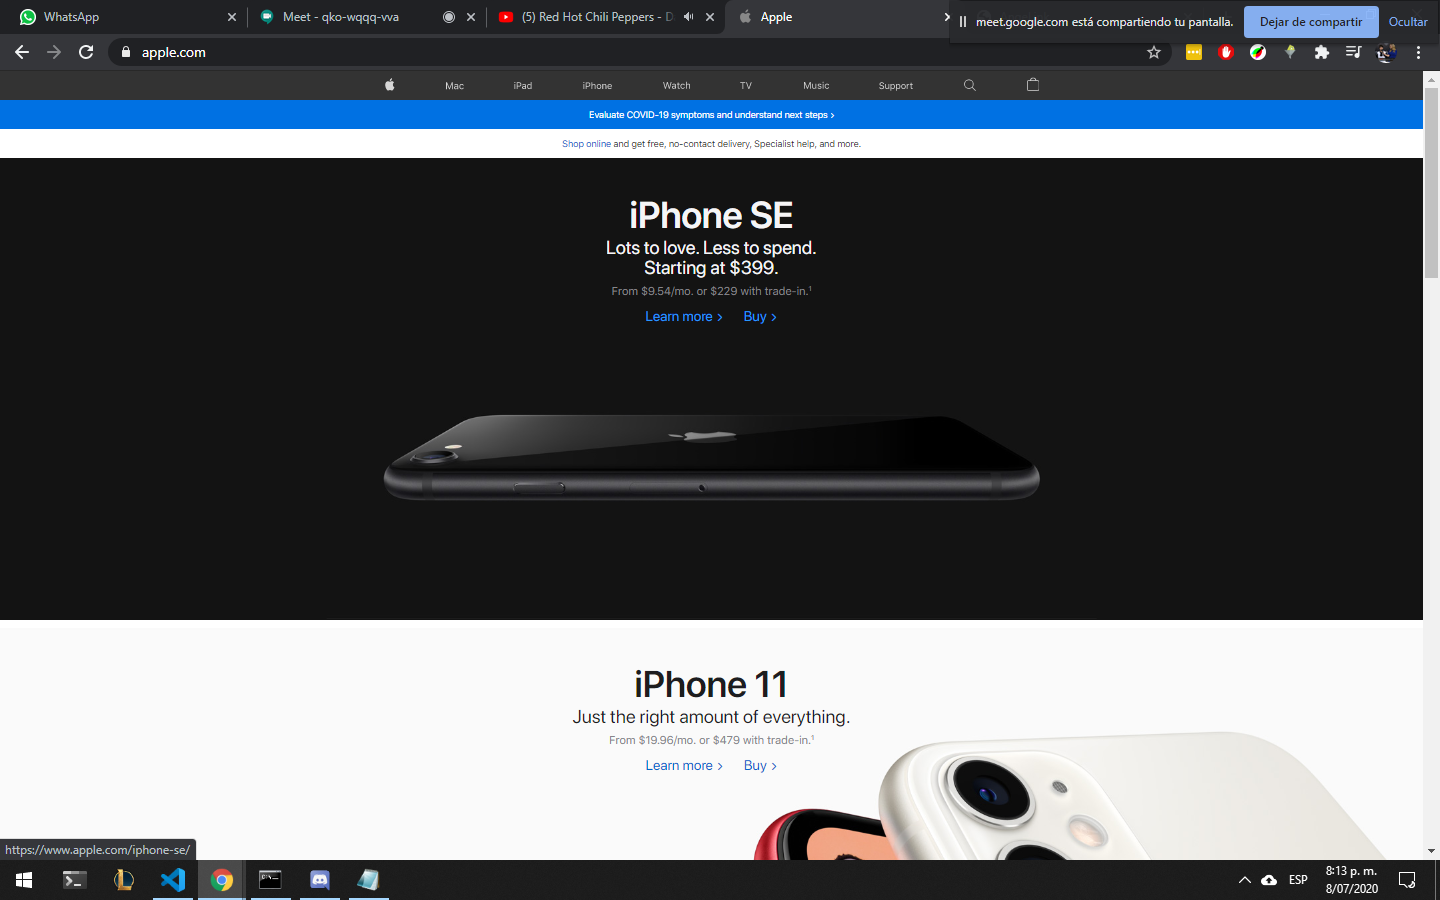 WhatsApp
Meet - qko-wqqq-vva
(5) Red Hot Chili Peppers - D
Apple
meet.google.com está compartiendo tu pantalla.
Dejar de compartir
Ocultar
apple.com
Mac
iPad
iPhone
Watch
TV
Music
Support
Evaluate COVID-19 symptoms and understand next steps >
Shop online and get free, no-contact delivery, Specialist help, and more.
iPhone SE
Lots to love. Less to spend.
Starting at $399.
From $9.54/mo. or $229 with trade-in.¹
Learn more >
Buy >
iPhone 11
Just the right amount of everything.
From $19.96/mo. or $479 with trade-in.¹
Learn more >
Buy >
https://www.apple.com/iphone-se/
ESP
8:13 p. m.
8/07/2020